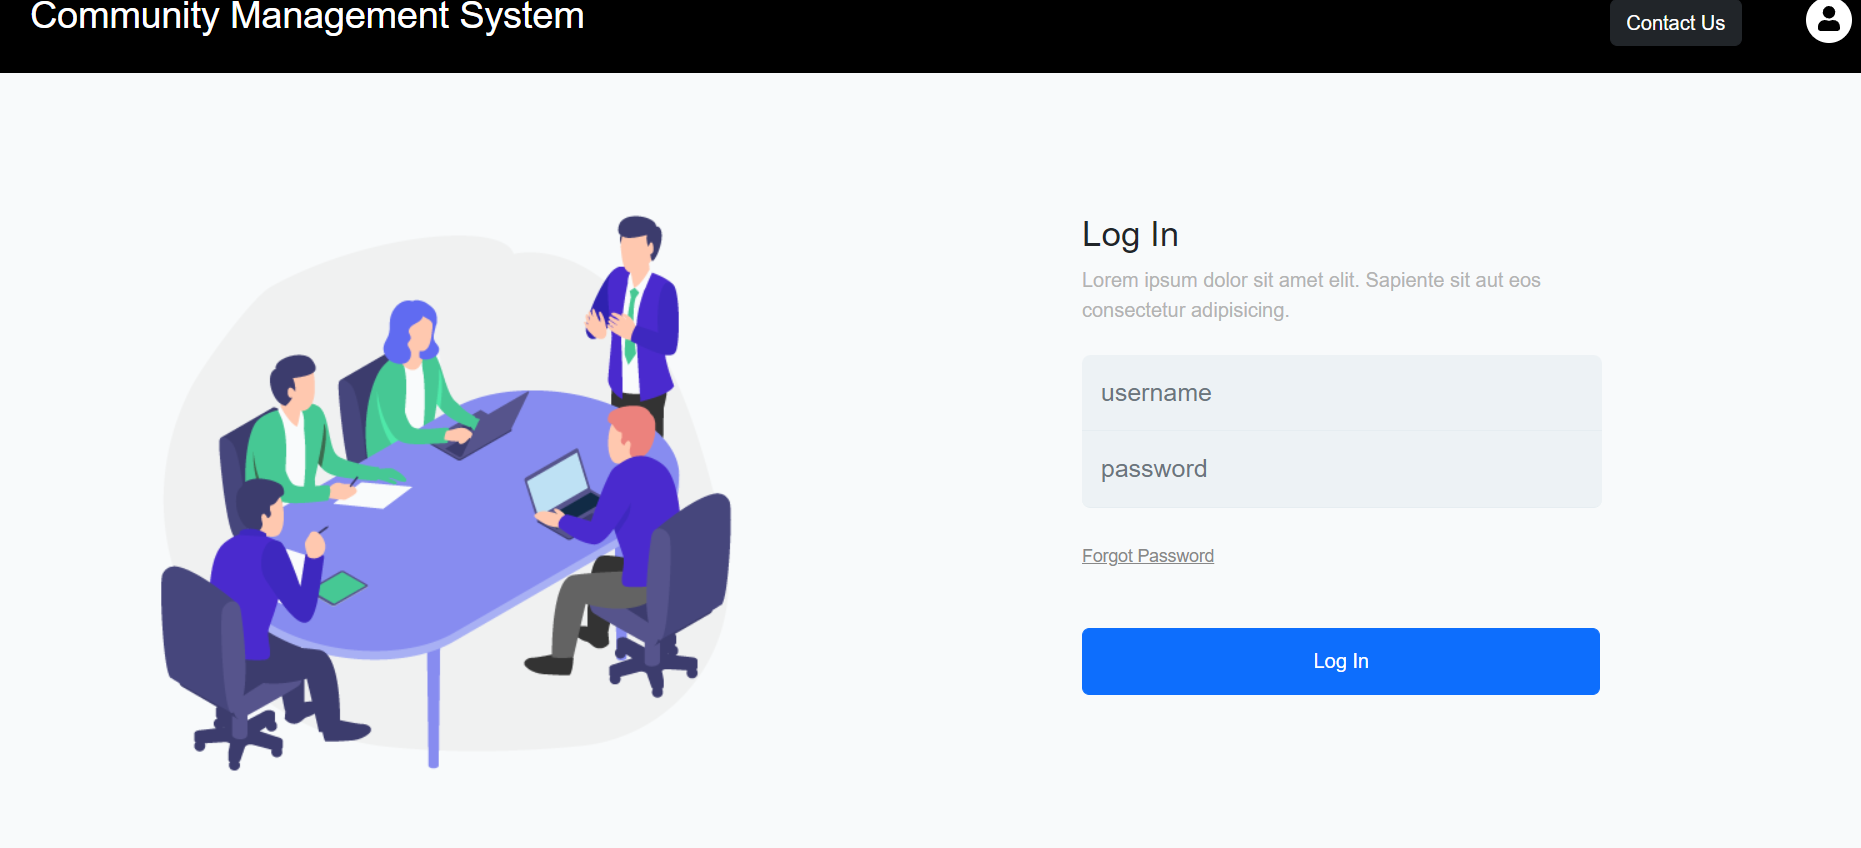 Community Management System
Contact Us
Log In
Lorem ipsum dolor sit amet elit. Sapiente sit aut eos
consectetur adipisicing.
username
password
Forgot Password
Log In